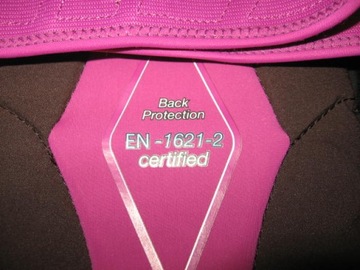 Back
Protection
EN -1621-2
certified